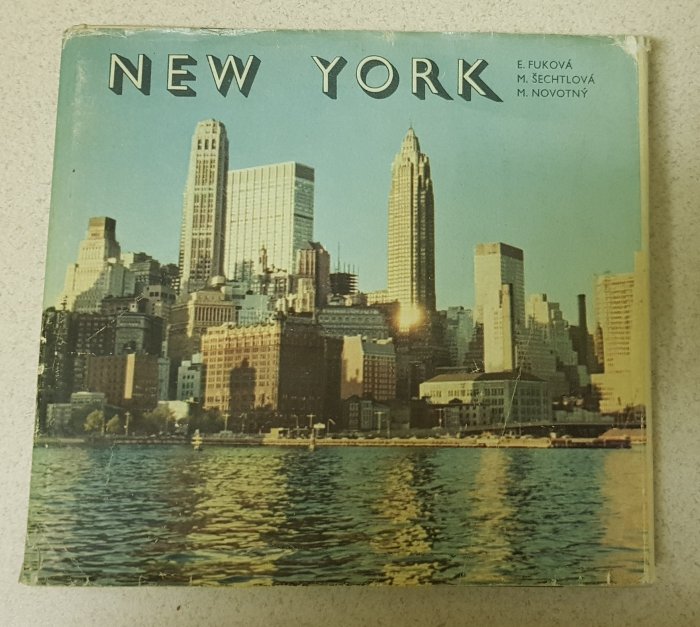 NEW YORK
E. FUKOVÁ
M. ŠECHTLOVÁ
M. NOVOTNÝ